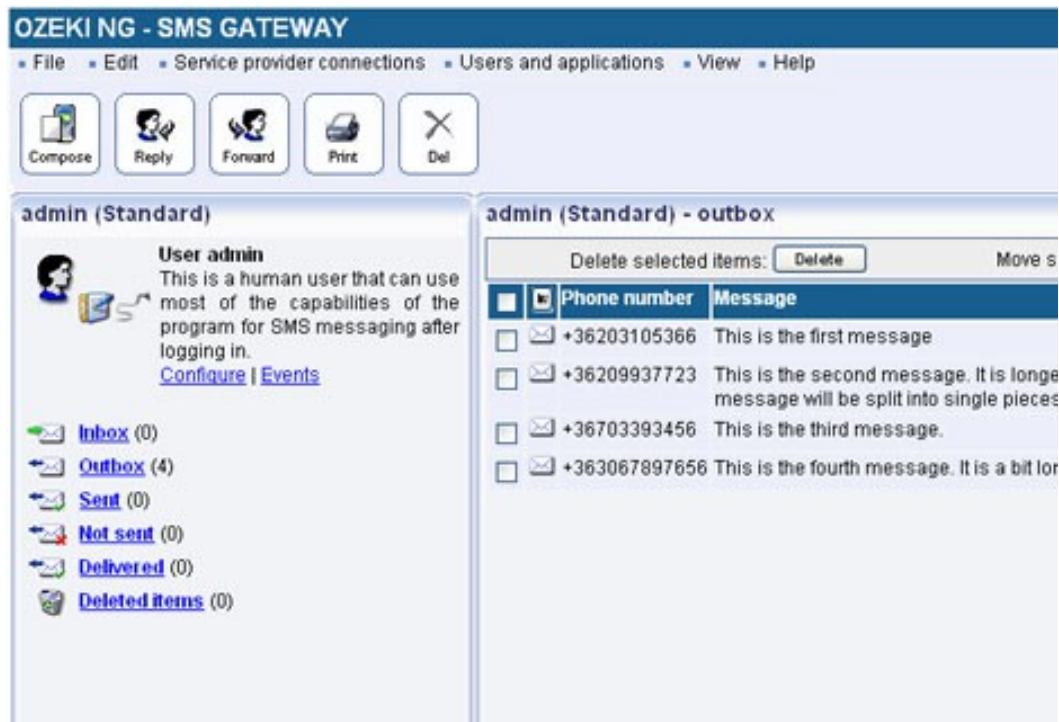 OZEKI NG - SMS GATEWAY
File Edit Service provider connections Users and applications View Help
Compose Reply Forward Print Del
admin (Standard)
User admin
This is a human user that can use
most of the capabilities of the
program for SMS messaging after
logging in.
Configure | Events
Inbox (0)
Outbox (4)
Sent (0)
Not sent (0)
Delivered (0)
Deleted items (0)
admin (Standard) - outbox
Delete selected items: Delete Move s
Phone number Message
+36203105366 This is the first message
+36209937723 This is the second message. It is longe
message will be split into single pieces
+36703393456 This is the third message.
+363067897656 This is the fourth message. It is a bit lon